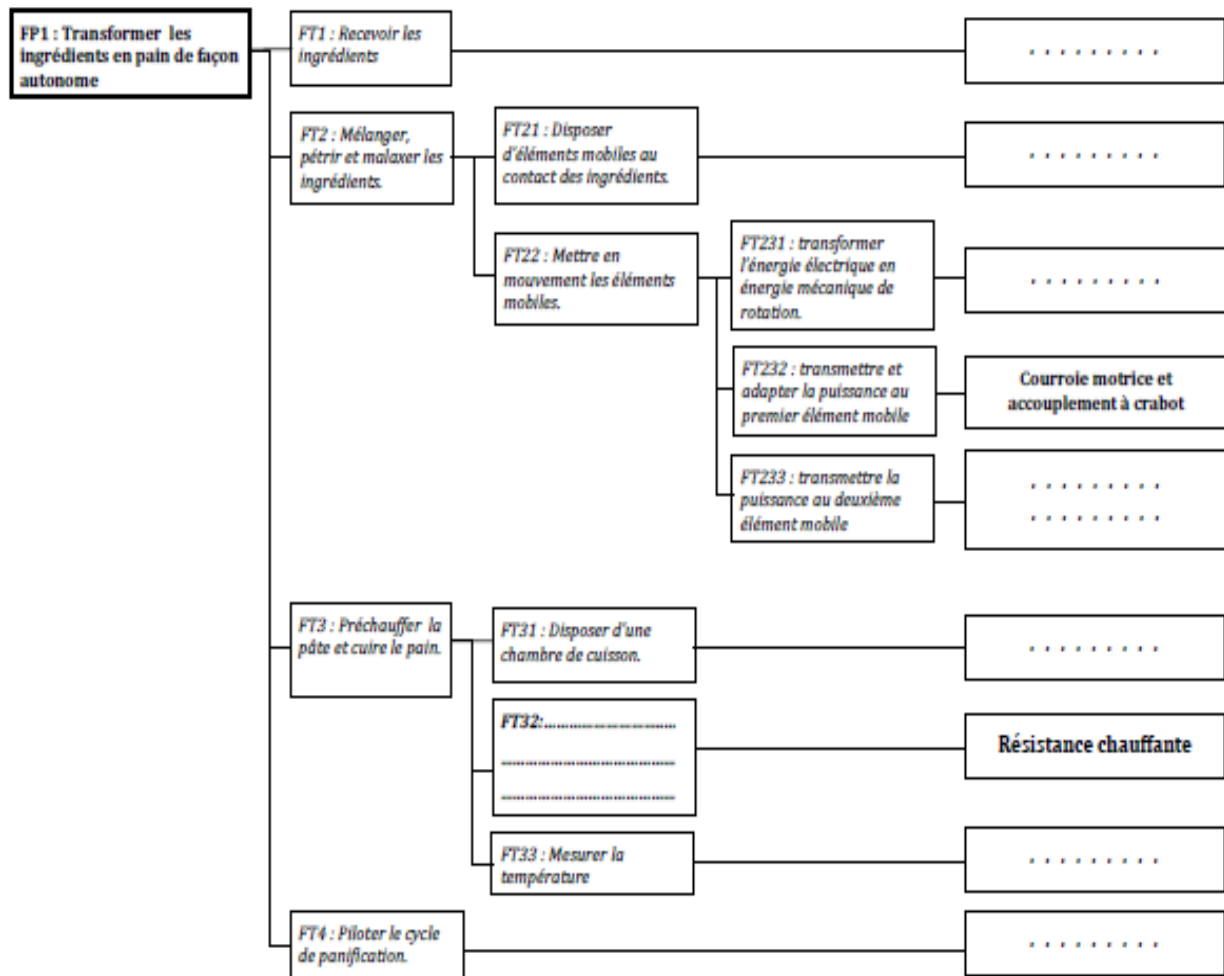 FP1 : Transformer les
ingrédients en pain de façon
autonome
FT1 : Recevoir les
ingrédients
. . . . . . . . .
FT2 : Mélanger,
pétrir et malaxer les
ingrédients.
FT21 : Disposer
d'éléments mobiles au
contact des ingrédients.
. . . . . . . . .
FT22 : Mettre en
mouvement les éléments
mobiles.
FT231 : transformer
l'énergie électrique en
énergie mécanique de
rotation.
. . . . . . . . .
FT232 : transmettre et
adapter la puissance au
premier élément mobile
Courroie motrice et
accouplement à crabot
FT233 : transmettre la
puissance au deuxième
élément mobile
. . . . . . . . .
. . . . . . . . .
FT3 : Préchauffer la
pâte et cuire le pain.
FT31 : Disposer d'une
chambre de cuisson.
. . . . . . . . .
FT32:..................................
.............................................
.............................................
Résistance chauffante
FT33 : Mesurer la
température
. . . . . . . . .
FT4 : Piloter le cycle
de panification.
. . . . . . . . .